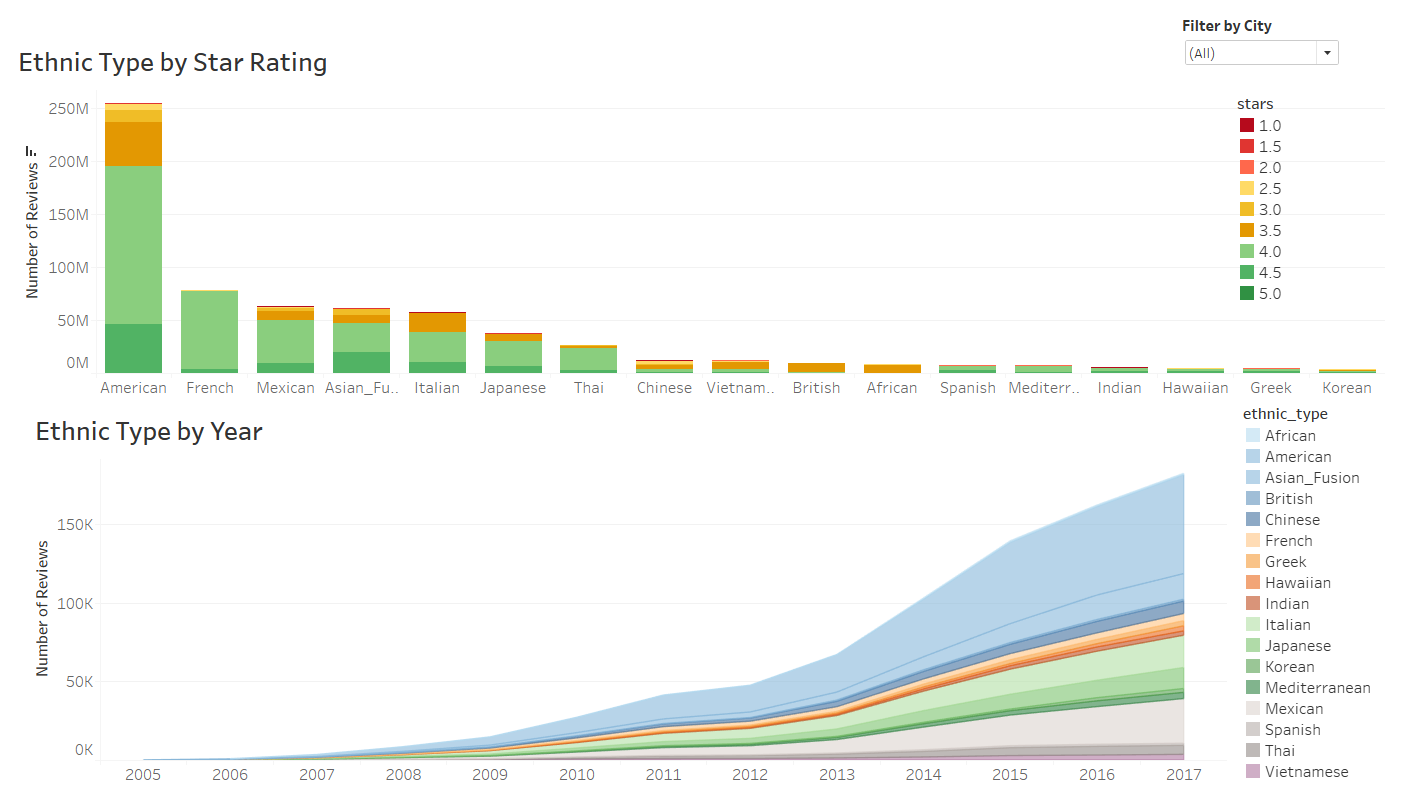 Filter by City
(All)
Ethnic Type by Star Rating
Number of Reviews
250M
200M
150M
100M
50M
0M
American French Mexican Asian_Fu.. Italian Japanese Thai Chinese Vietnam.. British African Spanish Mediterr.. Indian Hawaiian Greek Korean
stars
1.0
1.5
2.0
2.5
3.0
3.5
4.0
4.5
5.0
Ethnic Type by Year
Number of Reviews
150K
100K
50K
0K
2005 2006 2007 2008 2009 2010 2011 2012 2013 2014 2015 2016 2017
ethnic_type
African
American
Asian_Fusion
British
Chinese
French
Greek
Hawaiian
Indian
Italian
Japanese
Korean
Mediterranean
Mexican
Spanish
Thai
Vietnamese